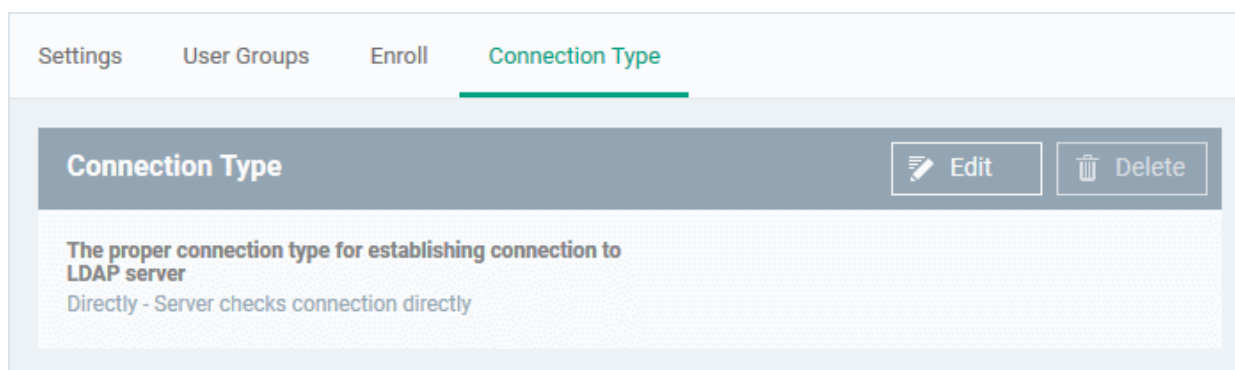 Settings User Groups Enroll Connection Type
Connection Type Edit Delete
The proper connection type for establishing connection to
LDAP server
Directly - Server checks connection directly